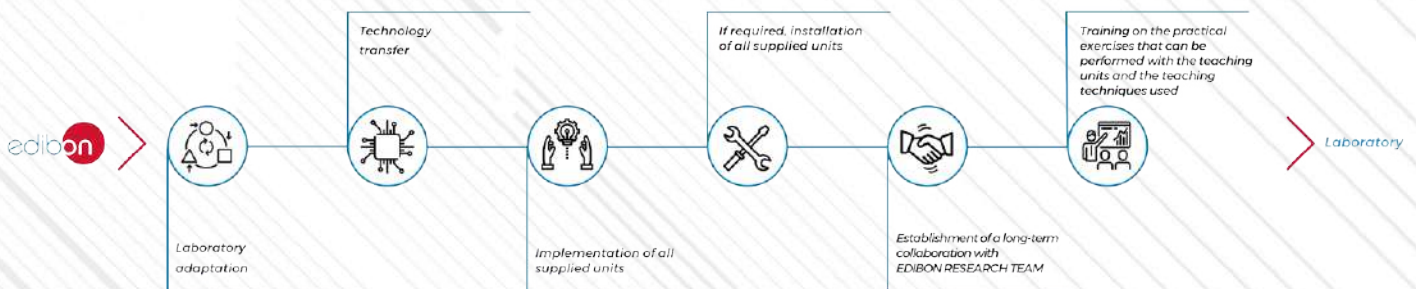 edibon
Laboratory
adaptation
Technology
transfer
Implementation of all
supplied units
If required, installation
of all supplied units
Establishment of a long-term
collaboration with
EDIBON RESEARCH TEAM
Training on the practical
exercises that can be
performed with the teaching
units and the teaching
techniques used
Laboratory